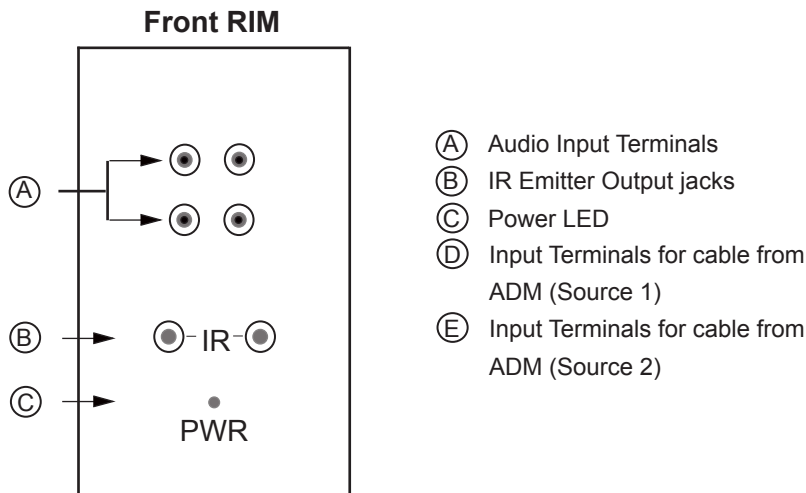 Front RIM
Ⓐ
Ⓑ
IR
Ⓒ
PWR
Ⓐ Audio Input Terminals
Ⓑ IR Emitter Output jacks
Ⓒ Power LED
Ⓓ Input Terminals for cable from
ADM (Source 1)
Ⓔ Input Terminals for cable from
ADM (Source 2)